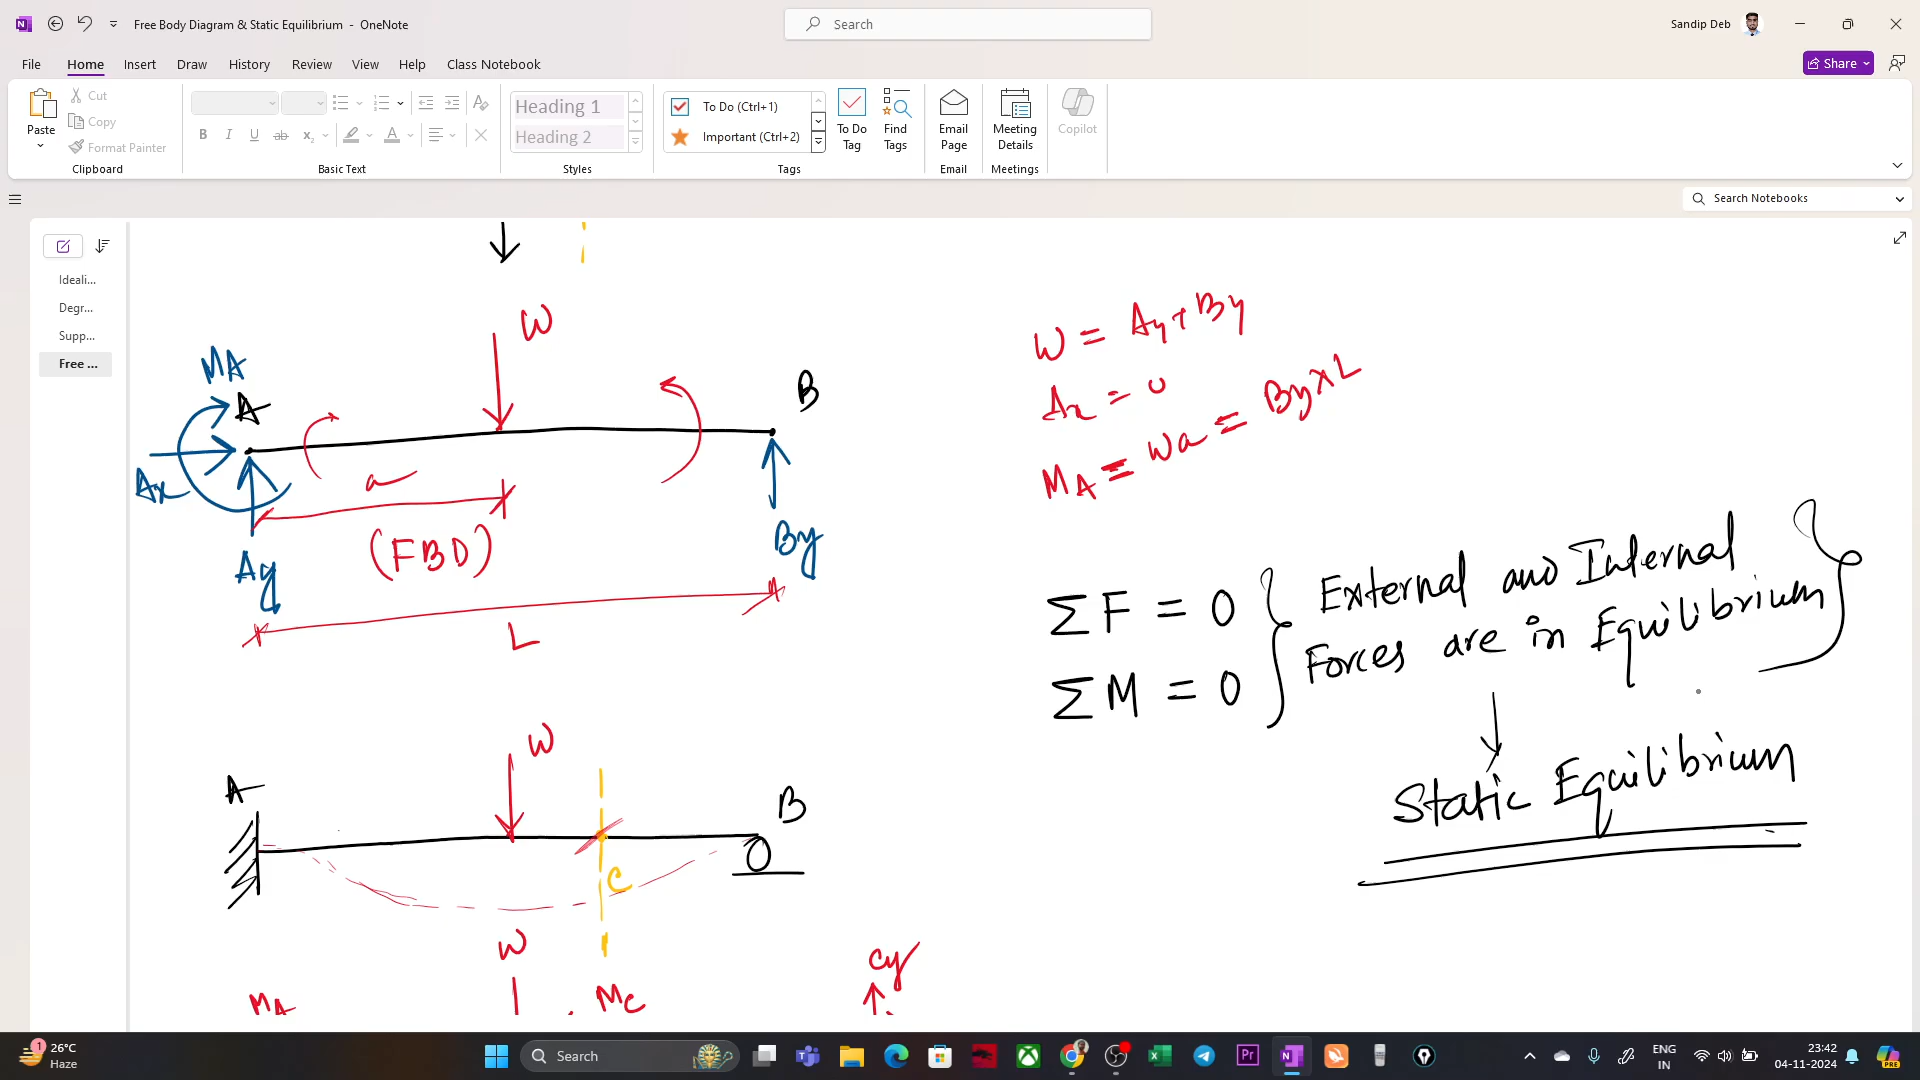 Free Body Diagram & Static Equilibrium - OneNote
Search
Sandip Deb
File Home Insert Draw History Review View Help Class Notebook
Share
Paste
Cut
Copy
Format Painter
Clipboard
B I U ab x₂ A
Basic Text
Heading 1
Heading 2
Styles
To Do (Ctrl+1)
Important (Ctrl+2)
To Do Tag
Find Tags
Tags
Email Page
Email
Meeting Details
Meetings
Copilot
Search Notebooks
Ideali...
Degr...
Supp...
Free ...
W
MA
A
B
Ax
a
Ay
(FBD)
By
L
W = Ay + By
Ax = 0
MA = Wa = By x L
ΣF = 0
ΣM = 0
External and Internal
Forces are in Equilibrium
Static Equilibrium
W
A
B
C
W
MA
Mc
Cy
1
26°C
Haze
Search
Pr
PRE
ENG
IN
23:42
04-11-2024